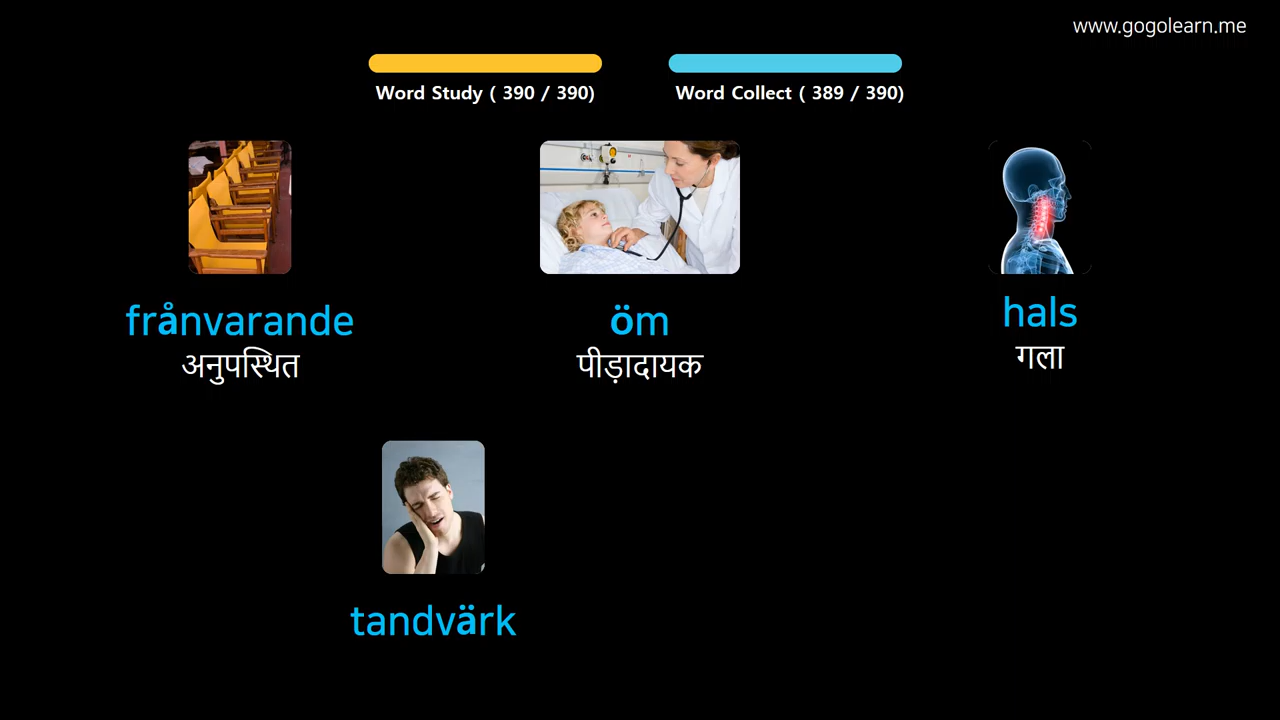 www.gogolearn.me
Word Study ( 390 / 390)
Word Collect ( 389 / 390)
frånvarande
अनुपस्थित
öm
पीड़ादायक
hals
गला
tandvärk